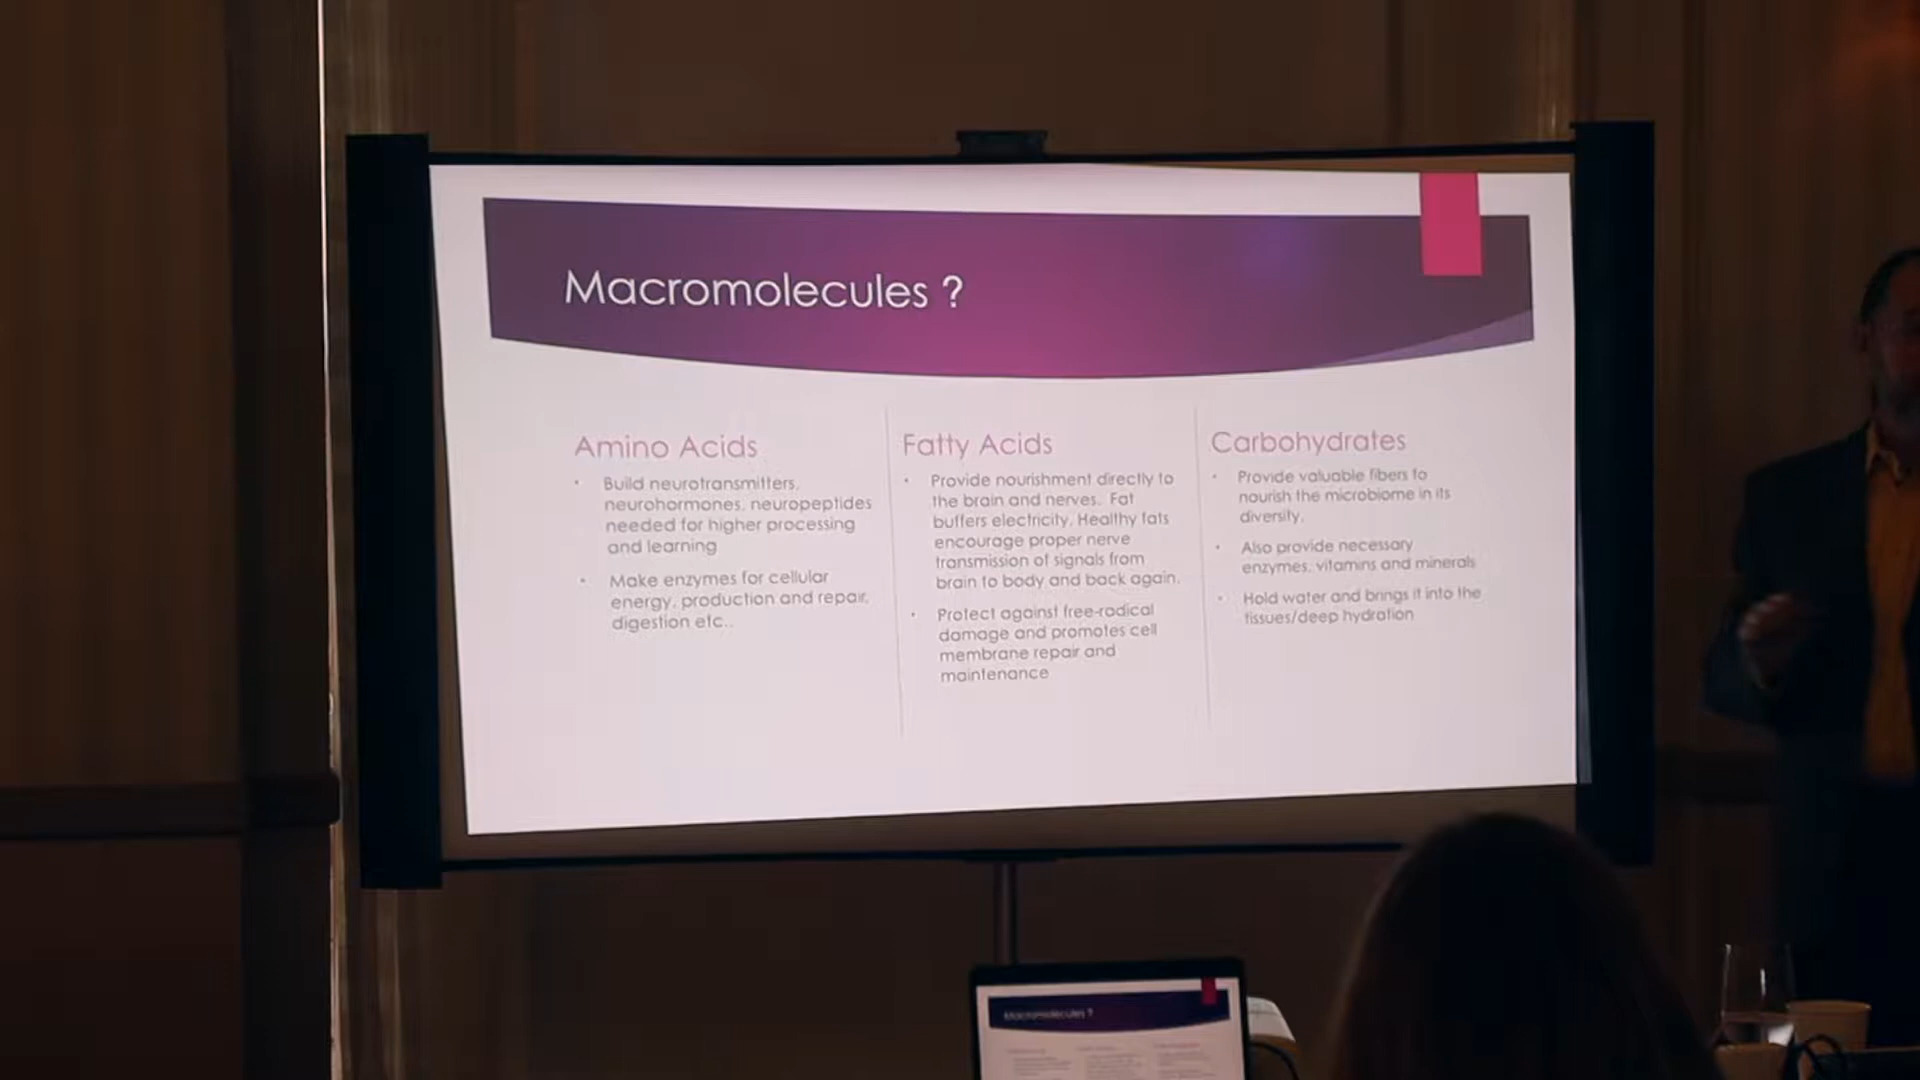 Macromolecules ?
Amino Acids
• Build neurotransmitters,
neurohormones, neuropeptides
needed for higher processing
and learning
• Make enzymes for cellular
energy, production and repair,
digestion etc..
Fatty Acids
• Provide nourishment directly to
the brain and nerves. Fat
buffers electricity. Healthy fats
encourage proper nerve
transmission of signals from
brain to body and back again.
• Protect against free-radical
damage and promotes cell
membrane repair and
maintenance
Carbohydrates
• Provide valuable fibers to
nourish the microbiome in its
diversity.
• Also provide necessary
enzymes, vitamins and minerals
• Hold water and brings it into the
tissues/deep hydration
Macromolecules ?